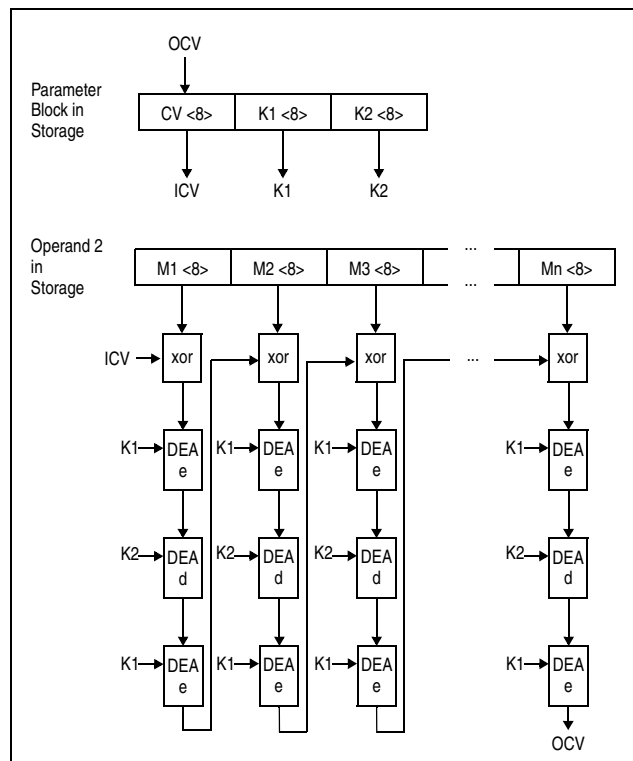 OCV
Parameter
Block in
Storage
CV <8> K1 <8> K2 <8>
ICV K1 K2
Operand 2
in
Storage
M1 <8> M2 <8> M3 <8> ... ... Mn <8>
ICV xor xor xor ... xor
K1 DEA e K1 DEA e K1 DEA e K1 DEA e
K2 DEA d K2 DEA d K2 DEA d K2 DEA d
K1 DEA e K1 DEA e K1 DEA e K1 DEA e
OCV